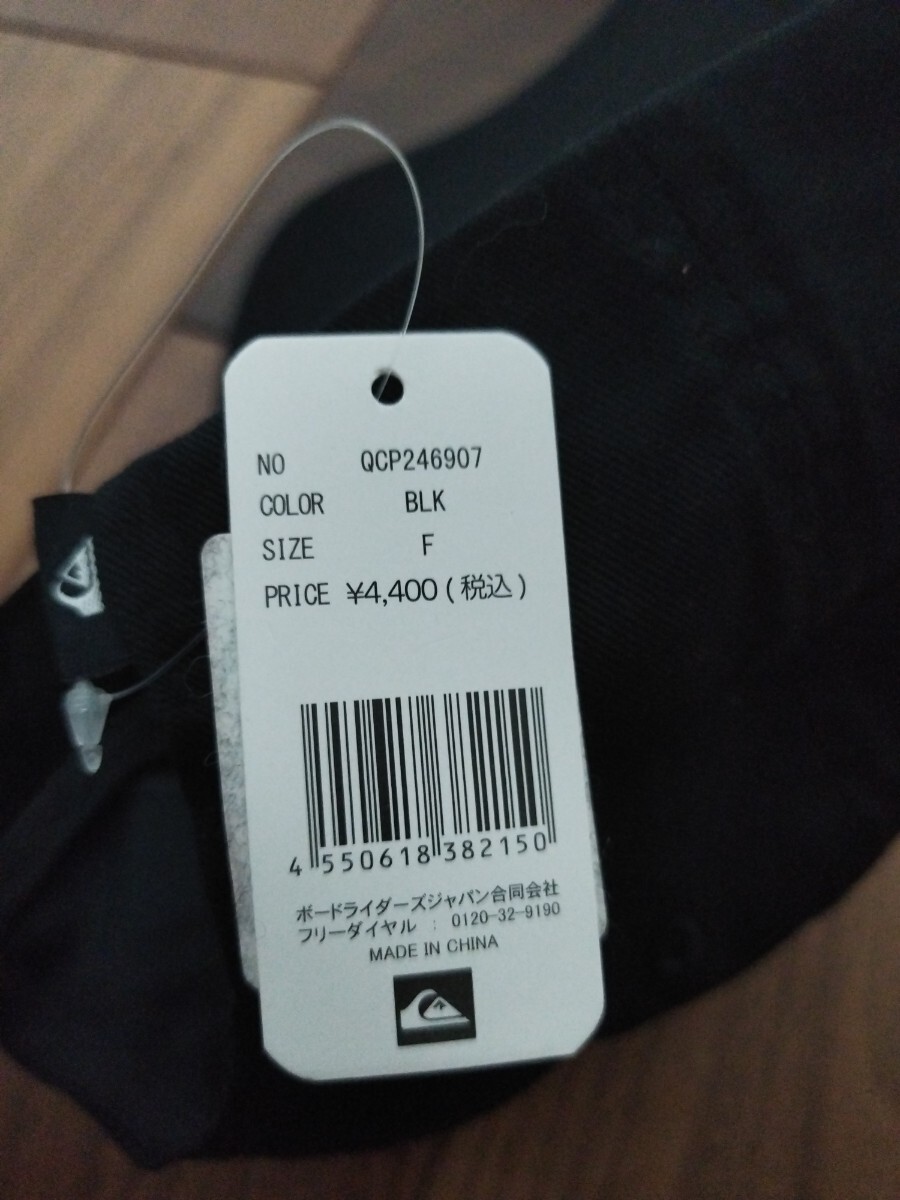 NO QCP246907
COLOR BLK
SIZE F
PRICE ¥4,400(税込)
4 550618 382150
ボードライダーズジャパン合同会社
フリーダイヤル : 0120-32-9190
MADE IN CHINA